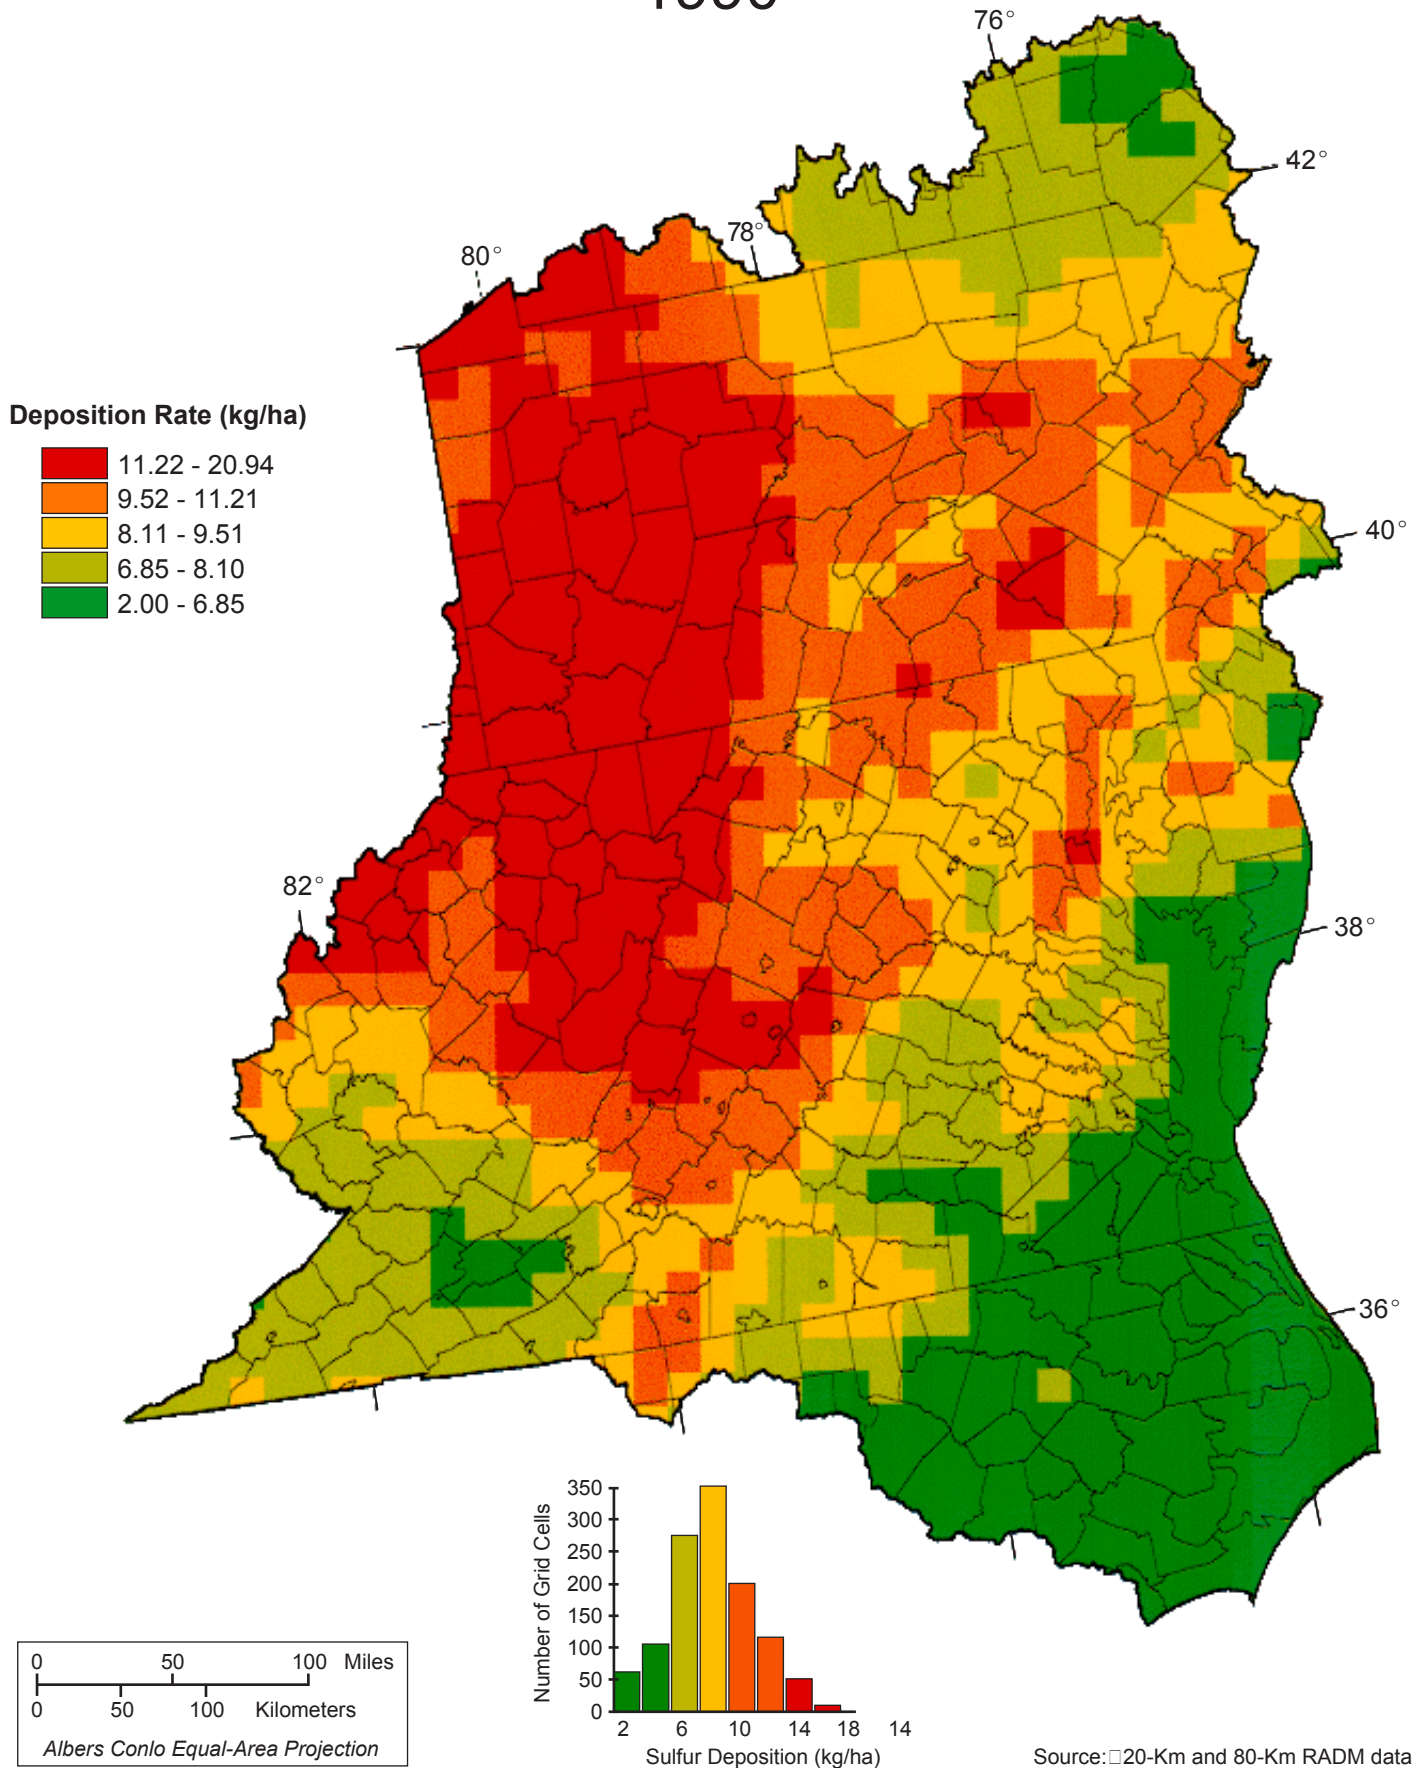 76°
42°
78°
80°
Deposition Rate (kg/ha)
11.22 - 20.94
9.52 - 11.21
8.11 - 9.51
6.85 - 8.10
2.00 - 6.85
40°
82°
38°
36°
350
300
250
200
150
100
50
0
Number of Grid Cells
2 6 10 14 18 14
Sulfur Deposition (kg/ha)
0 50 100 Miles
0 50 100 Kilometers
Albers Conlo Equal-Area Projection
Source:□20-Km and 80-Km RADM data